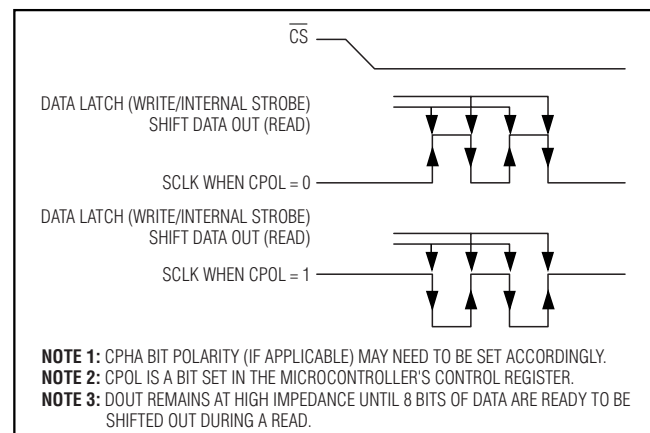 CS
DATA LATCH (WRITE/INTERNAL STROBE)
SHIFT DATA OUT (READ)
SCLK WHEN CPOL = 0
DATA LATCH (WRITE/INTERNAL STROBE)
SHIFT DATA OUT (READ)
SCLK WHEN CPOL = 1
NOTE 1: CPHA BIT POLARITY (IF APPLICABLE) MAY NEED TO BE SET ACCORDINGLY.
NOTE 2: CPOL IS A BIT SET IN THE MICROCONTROLLER'S CONTROL REGISTER.
NOTE 3: DOUT REMAINS AT HIGH IMPEDANCE UNTIL 8 BITS OF DATA ARE READY TO BE
SHIFTED OUT DURING A READ.